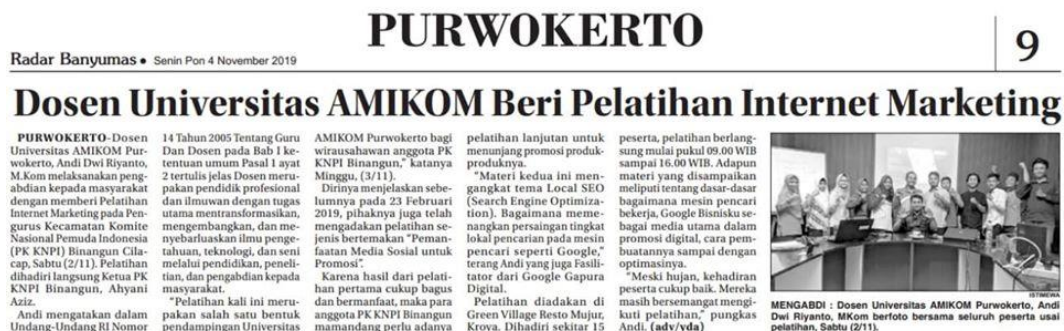 PURWOKERTO
9
Radar Banyumas • Senin Pon 4 November 2019
Dosen Universitas AMIKOM Beri Pelatihan Internet Marketing
PURWOKERTO-Dosen
Universitas AMIKOM Pur-
wokerto, Andi Dwi Riyanto,
M.Kom melaksanakan peng-
abdian kepada masyarakat
dengan memberi Pelatihan
Internet Marketing pada Pen-
gurus Kecamatan Komite
Nasional Pemuda Indonesia
(PK KNPI) Binangun Cila-
cap, Sabtu (2/11). Pelatihan
dihadiri langsung Ketua PK
KNPI Binangun, Ahyani
Aziz.
Andi mengatakan dalam
Undang-Undang RI Nomor
14 Tahun 2005 Tentang Guru
Dan Dosen pada Bab I ke-
tentuan umum Pasal 1 ayat
2 tertulis jelas Dosen meru-
pakan pendidik profesional
dan ilmuwan dengan tugas
utama mentransformasikan,
mengembangkan, dan me-
nyebarluaskan ilmu penge-
tahuan, teknologi, dan seni
melalui pendidikan, peneli-
tian, dan pengabdian kepada
masyarakat.
"Pelatihan kali ini meru-
pakan salah satu bentuk
pendampingan Universitas
AMIKOM Purwokerto bagi
wirausahawan anggota PK
KNPI Binangun," katanya
Minggu, (3/11).
Dirinya menjelaskan sebe-
lumnya pada 23 Februari
2019, pihaknya juga telah
mengadakan pelatihan se-
jenis bertemakan "Peman-
faatan Media Sosial untuk
Promosi".
Karena hasil dari pelati-
han pertama cukup bagus
dan bermanfaat, maka para
anggota PK KNPI Binangun
mamandang perlu adanya
pelatihan lanjutan untuk
menunjang promosi produk-
produknya.
"Materi kedua ini men-
gangkat tema Local SEO
(Search Engine Optimiza-
tion). Bagaimana meme-
nangkan persaingan tingkat
lokal pencarian pada mesin
pencari seperti Google,"
terang Andi yang juga Fasili-
tator dari Google Gapura
Digital.
Pelatihan diadakan di
Green Village Resto Mujur,
Kroya. Dihadiri sekitar 15
peserta, pelatihan berlang-
sung mulai pukul 09.00 WIB
sampai 16.00 WIB. Adapun
materi yang disampaikan
meliputi tentang dasar-dasar
bagaimana mesin pencari
bekerja, Google Bisnisku se-
bagai media utama dalam
promosi digital, cara pem-
buatannya sampai dengan
optimasinya.
"Meski hujan, kehadiran
peserta cukup baik. Mereka
masih bersemangat mengi-
kuti pelatihan," pungkas
Andi. (adv/yda)
ISTIMEWA
MENGABDI : Dosen Universitas AMIKOM Purwokerto, Andi
Dwi Riyanto, MKom berfoto bersama seluruh peserta usai
pelatihan, Sabtu (2/11).